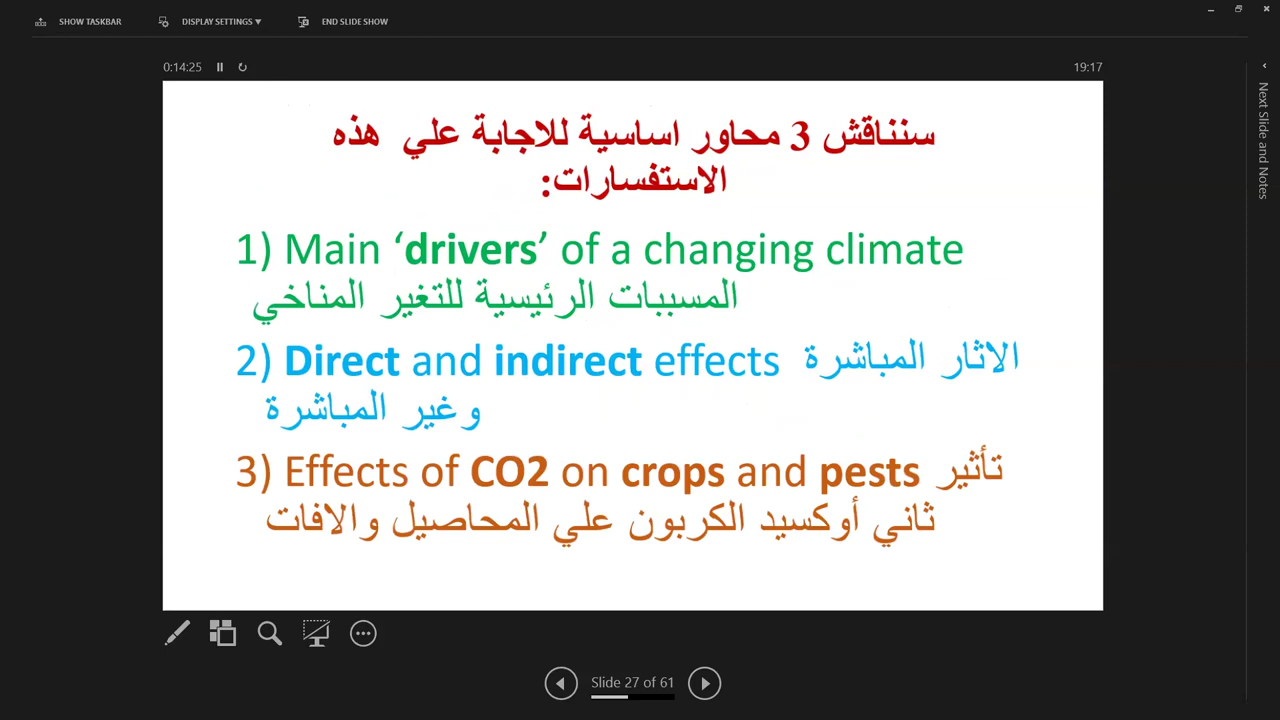 SHOW TASKBAR
DISPLAY SETTINGS ▼
END SLIDE SHOW
0:14:25
19:17
Next Slide and Notes
سنناقش 3 محاور اساسية للاجابة علي هذه
الاستفسارات:
1) Main ‘drivers’ of a changing climate
المسببات الرئيسية للتغير المناخي
2) Direct and indirect effects الاثار المباشرة
وغير المباشرة
3) Effects of CO2 on crops and pests تأثير
ثاني أوكسيد الكربون علي المحاصيل والافات
Slide 27 of 61